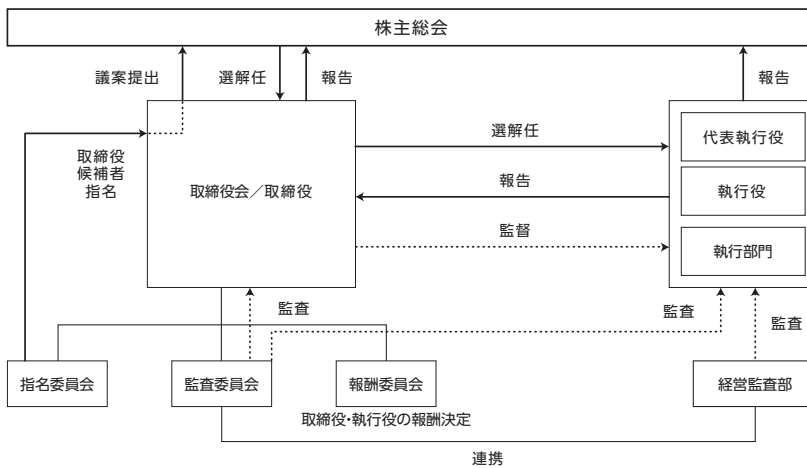 株主総会
議案提出
選解任
報告
報告
取締役
候補者
指名
取締役会／取締役
選解任
報告
監督
代表執行役
執行役
執行部門
監査
監査
監査
指名委員会
監査委員会
報酬委員会
経営監査部
取締役・執行役の報酬決定
連携